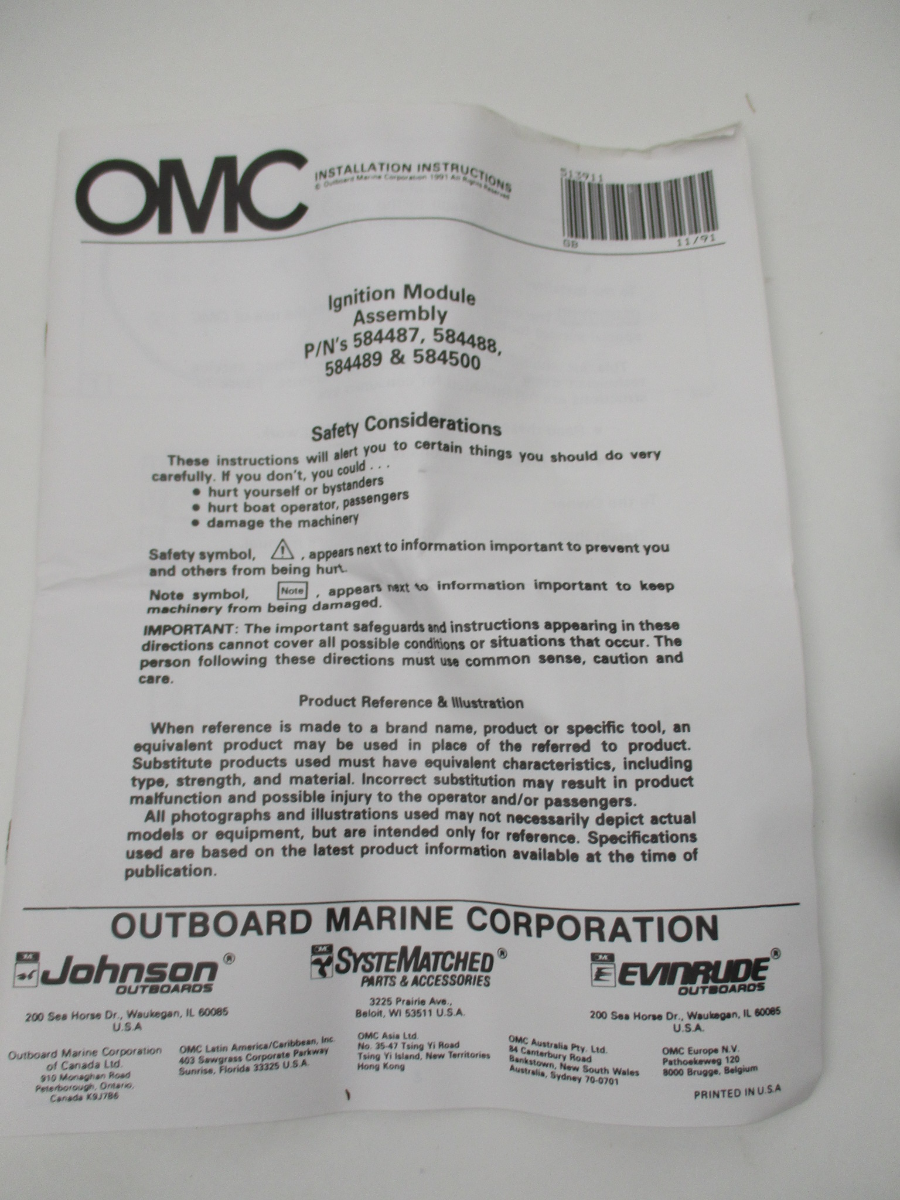 OMC
INSTALLATION INSTRUCTIONS
© Outboard Marine Corporation 1991 All Rights Reserved
513911
GB 11/91
Ignition Module
Assembly
P/N's 584487, 584488,
584489 & 584500
Safety Considerations
These instructions will alert you to certain things you should do very
carefully. If you don't, you could . . .
• hurt yourself or bystanders
• hurt boat operator, passengers
• damage the machinery
Safety symbol, ⚠ , appears next to information important to prevent you
and others from being hurt.
Note symbol, Note , appears next to information important to keep
machinery from being damaged.
IMPORTANT: The important safeguards and instructions appearing in these
directions cannot cover all possible conditions or situations that occur. The
person following these directions must use common sense, caution and
care.
Product Reference & Illustration
When reference is made to a brand name, product or specific tool, an
equivalent product may be used in place of the referred to product.
Substitute products used must have equivalent characteristics, including
type, strength, and material. Incorrect substitution may result in product
malfunction and possible injury to the operator and/or passengers.
All photographs and illustrations used may not necessarily depict actual
models or equipment, but are intended only for reference. Specifications
used are based on the latest product information available at the time of
publication.
OUTBOARD MARINE CORPORATION
Johnson®
OUTBOARDS
200 Sea Horse Dr., Waukegan, IL 60085
U.S.A
SYSTEMATCHED®
PARTS & ACCESSORIES
3225 Prairie Ave.,
Beloit, WI 53511 U.S.A.
EVINRUDE®
OUTBOARDS
200 Sea Horse Dr., Waukegan, IL 60085
U.S.A.
Outboard Marine Corporation
of Canada Ltd.
910 Monaghan Road
Peterborough, Ontario,
Canada K9J7B6
OMC Latin America/Caribbean, Inc.
403 Sawgrass Corporate Parkway
Sunrise, Florida 33325 U.S.A.
OMC Asia Ltd.
No. 35-47 Tsing Yi Road
Tsing Yi Island, New Territories
Hong Kong
OMC Australia Pty. Ltd.
84 Canterbury Road
Bankstown, New South Wales
Australia, Sydney 70-0701
OMC Europe N.V.
Pathoekeweg 120
8000 Brugge, Belgium
PRINTED IN U.S.A